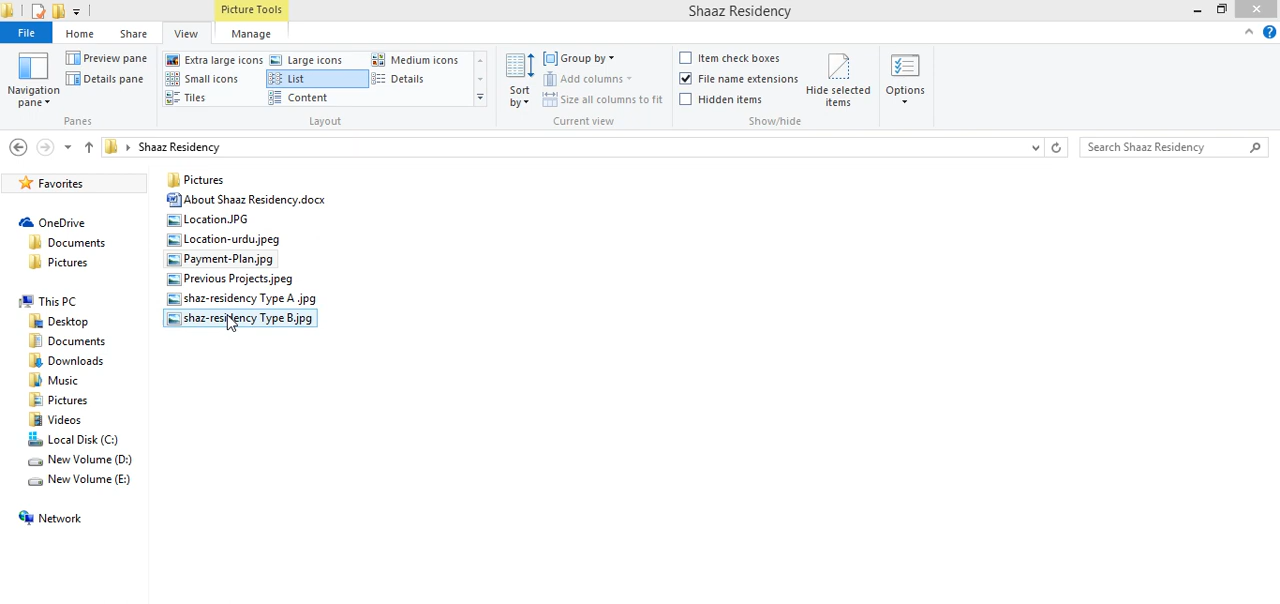 Picture Tools
Shaaz Residency
File Home Share View Manage
Preview pane
Details pane
Navigation pane
Panes
Extra large icons Large icons Medium icons
Small icons List Details
Tiles Content
Layout
Sort by
Group by
Add columns
Size all columns to fit
Current view
Item check boxes
File name extensions
Hidden items
Hide selected items
Show/hide
Options
Shaaz Residency
Search Shaaz Residency
Favorites
OneDrive
Documents
Pictures
This PC
Desktop
Documents
Downloads
Music
Pictures
Videos
Local Disk (C:)
New Volume (D:)
New Volume (E:)
Network
Pictures
About Shaaz Residency.docx
Location.JPG
Location-urdu.jpeg
Payment-Plan.jpg
Previous Projects.jpeg
shaz-residency Type A .jpg
shaz-residency Type B.jpg